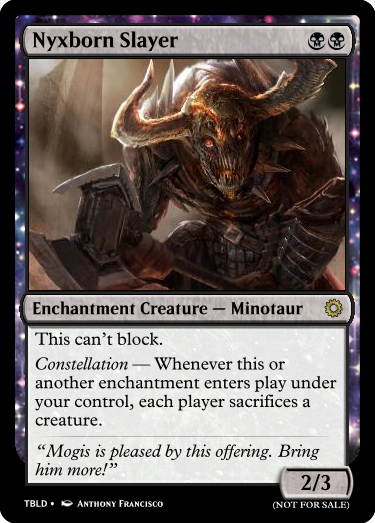 Nyxborn Slayer
Enchantment Creature — Minotaur
This can't block.
Constellation — Whenever this or
another enchantment enters play under
your control, each player sacrifices a
creature.
“Mogis is pleased by this offering. Bring
him more!”
2/3
TBLD • Anthony Francisco
(NOT FOR SALE)